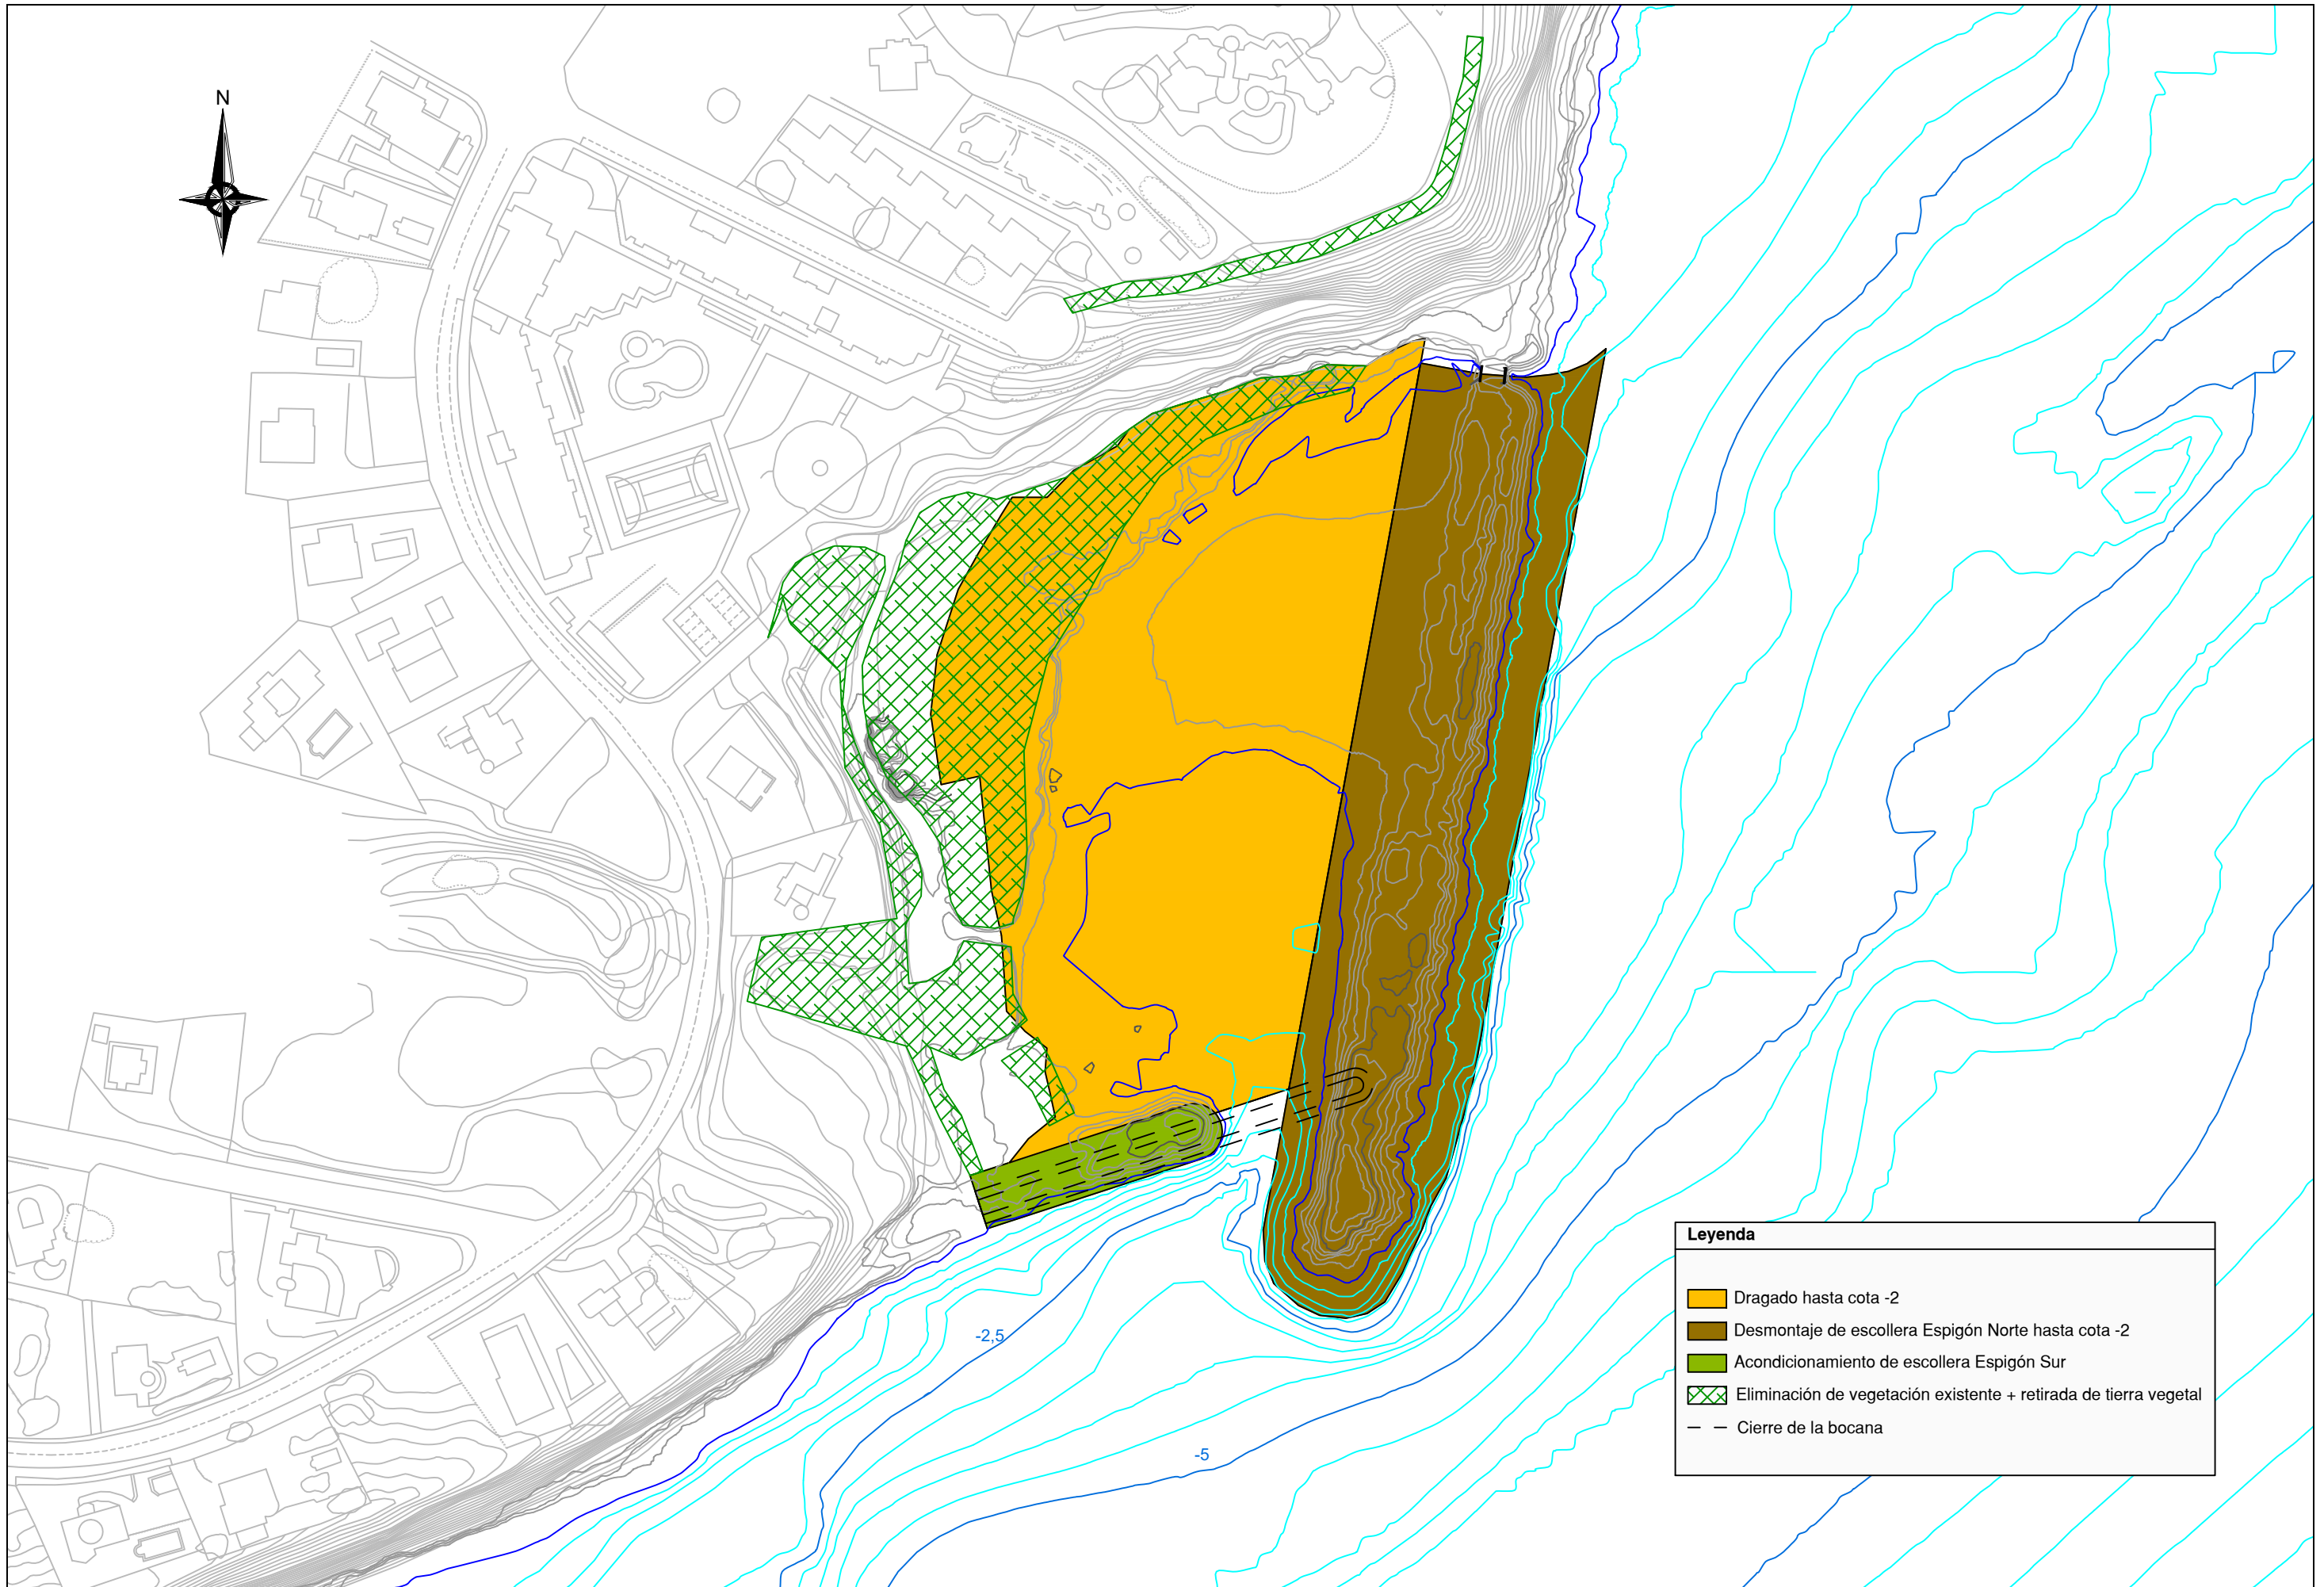 N
-2,5
-5
Leyenda
Dragado hasta cota -2
Desmontaje de escollera Espigón Norte hasta cota -2
Acondicionamiento de escollera Espigón Sur
Eliminación de vegetación existente + retirada de tierra vegetal
Cierre de la bocana